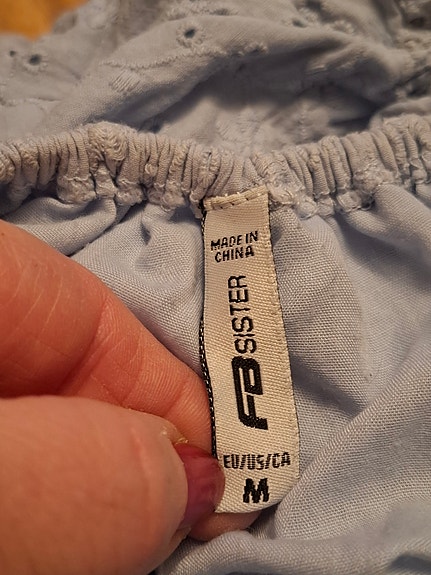 MADE IN
CHINA
FB SISTER
EU/US/CA
M